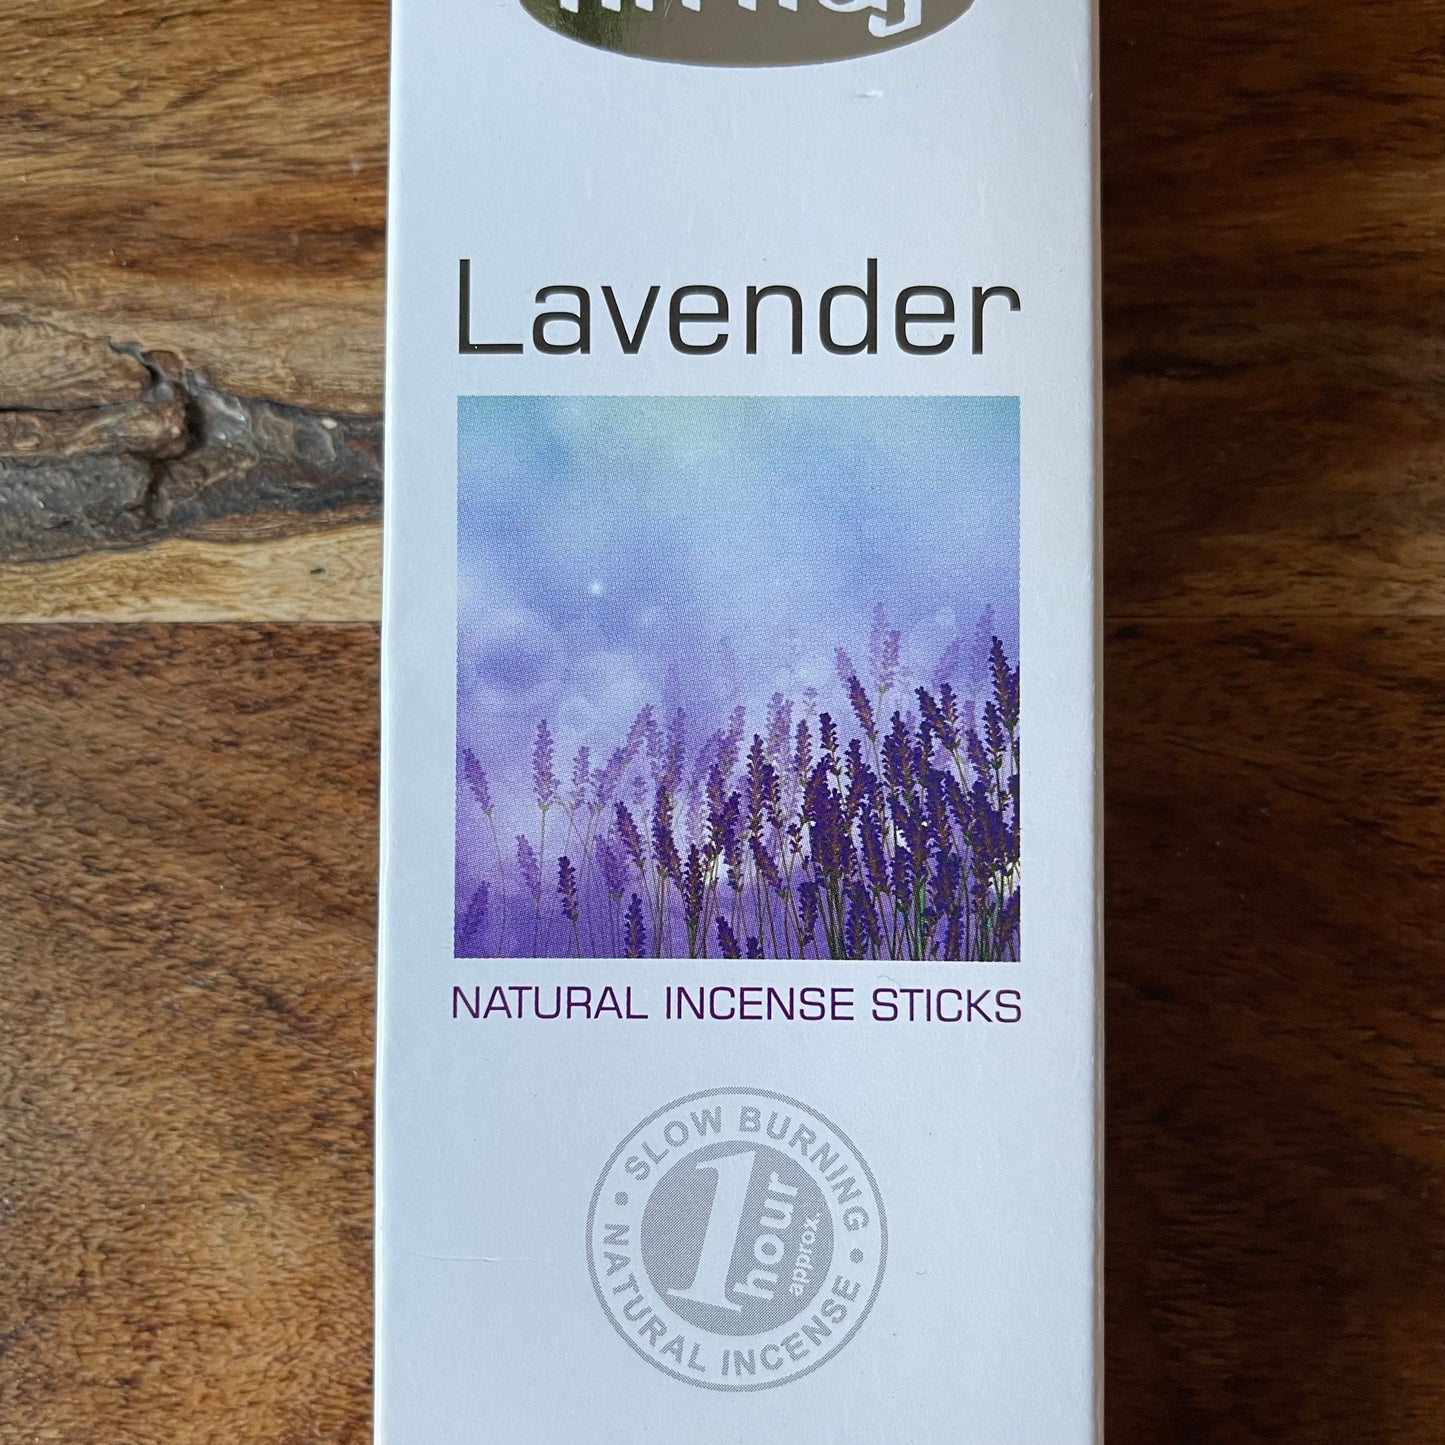 Lavender
NATURAL INCENSE STICKS
SLOW BURNING
1
hour
approx.
NATURAL INCENSE